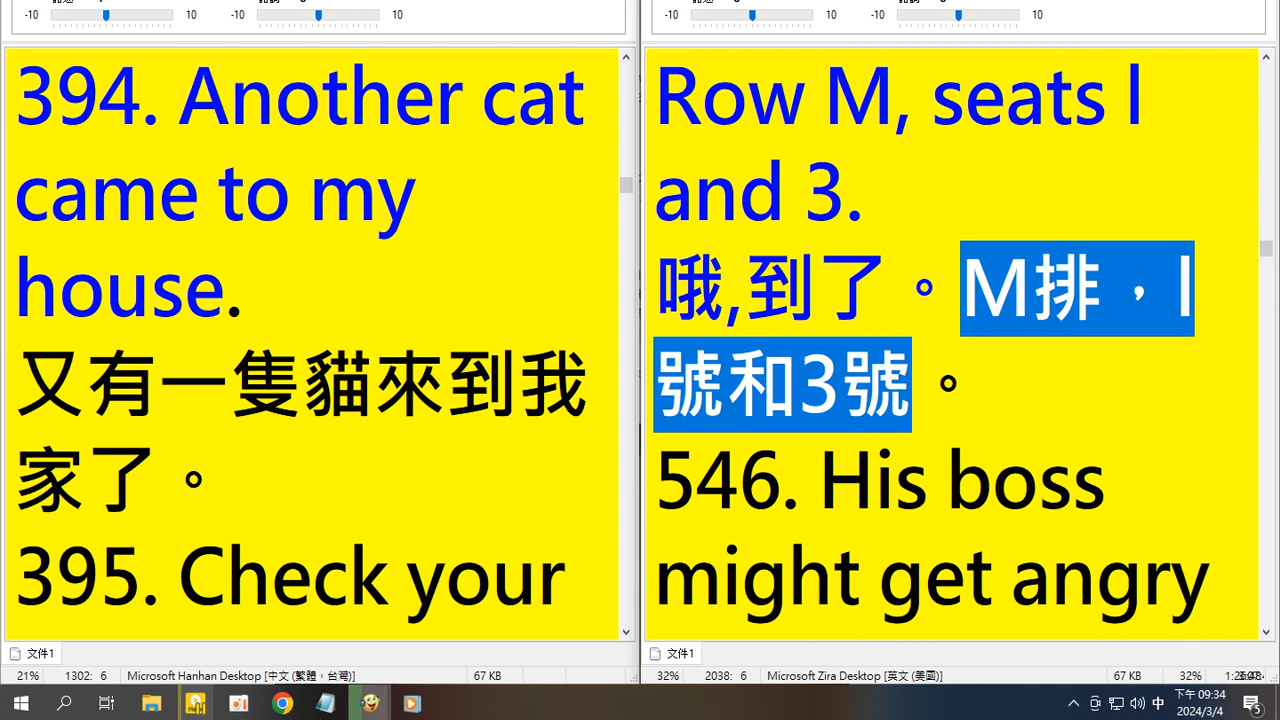 -10 10 -10 10
394. Another cat
came to my
house.
又有一隻貓來到我
家了。
395. Check your
文件1
21% 1302: 6 Microsoft Hanhan Desktop [中文 (繁體，台灣)] 67 KB
-10 10 -10 10
Row M, seats l
and 3.
哦,到了。M排，l
號和3號。
546. His boss
might get angry
文件1
32% 2038: 6 Microsoft Zira Desktop [英文 (美國)] 67 KB 32%
中
下午 09:34
2024/3/4
5